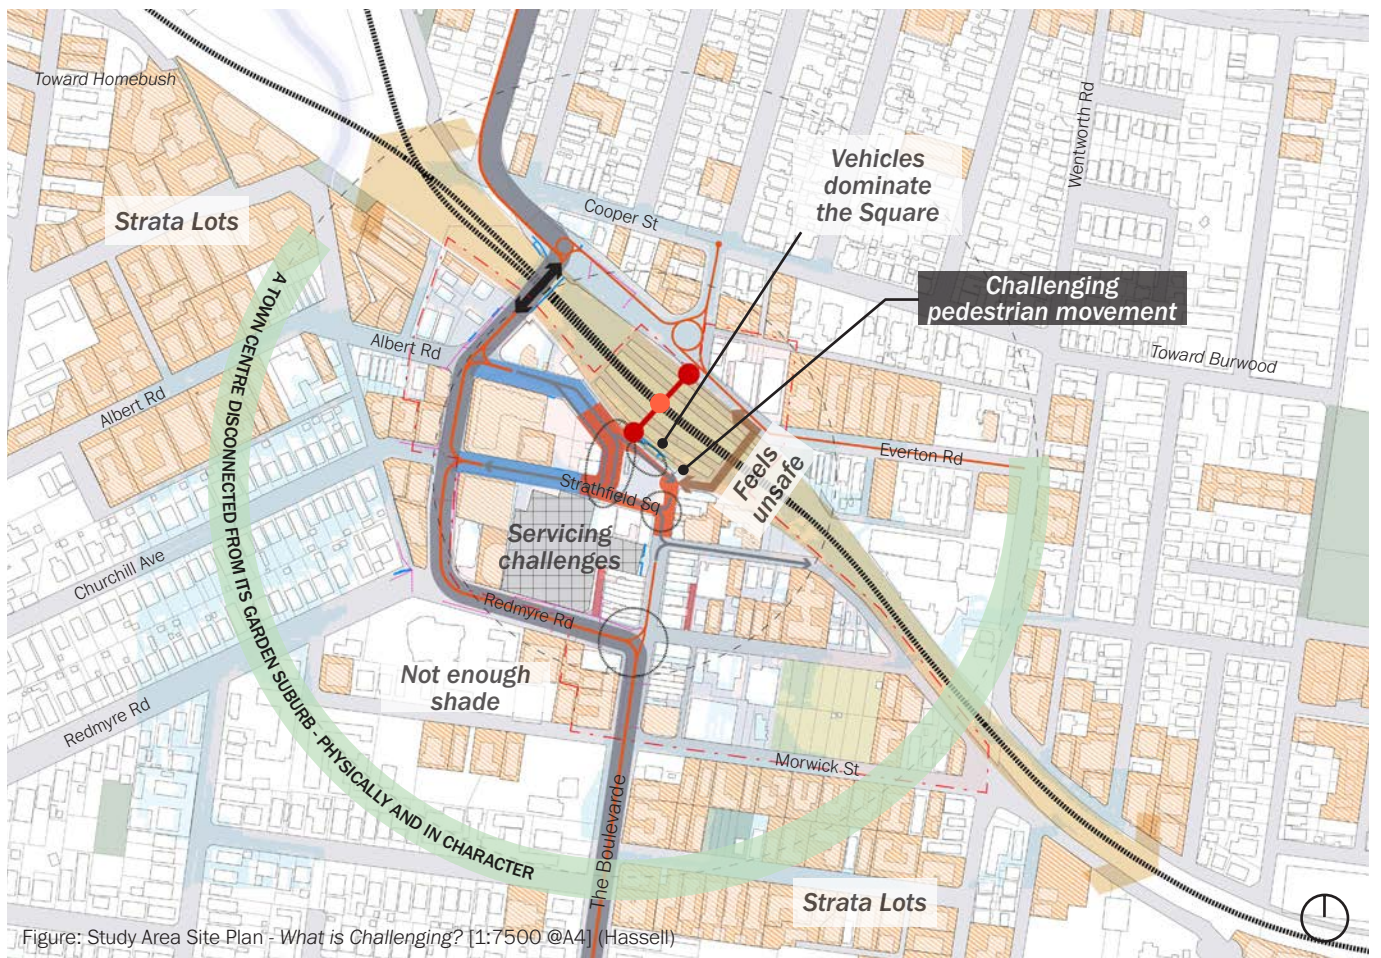 Toward Homebush
Wentworth Rd
Vehicles
dominate
the Square
Strata Lots
Cooper St
Challenging
pedestrian movement
Albert Rd
Toward Burwood
Albert Rd
A TOWN CENTRE DISCONNECTED FROM ITS GARDEN SUBURB - PHYSICALLY AND IN CHARACTER
Everton Rd
Feels
unsafe
Strathfield Sq
Servicing
challenges
Churchill Ave
Redmyre Rd
Not enough
shade
Redmyre Rd
Morwick St
The Boulevarde
Strata Lots
Figure: Study Area Site Plan - What is Challenging? [1:7500 @A4] (Hassell)